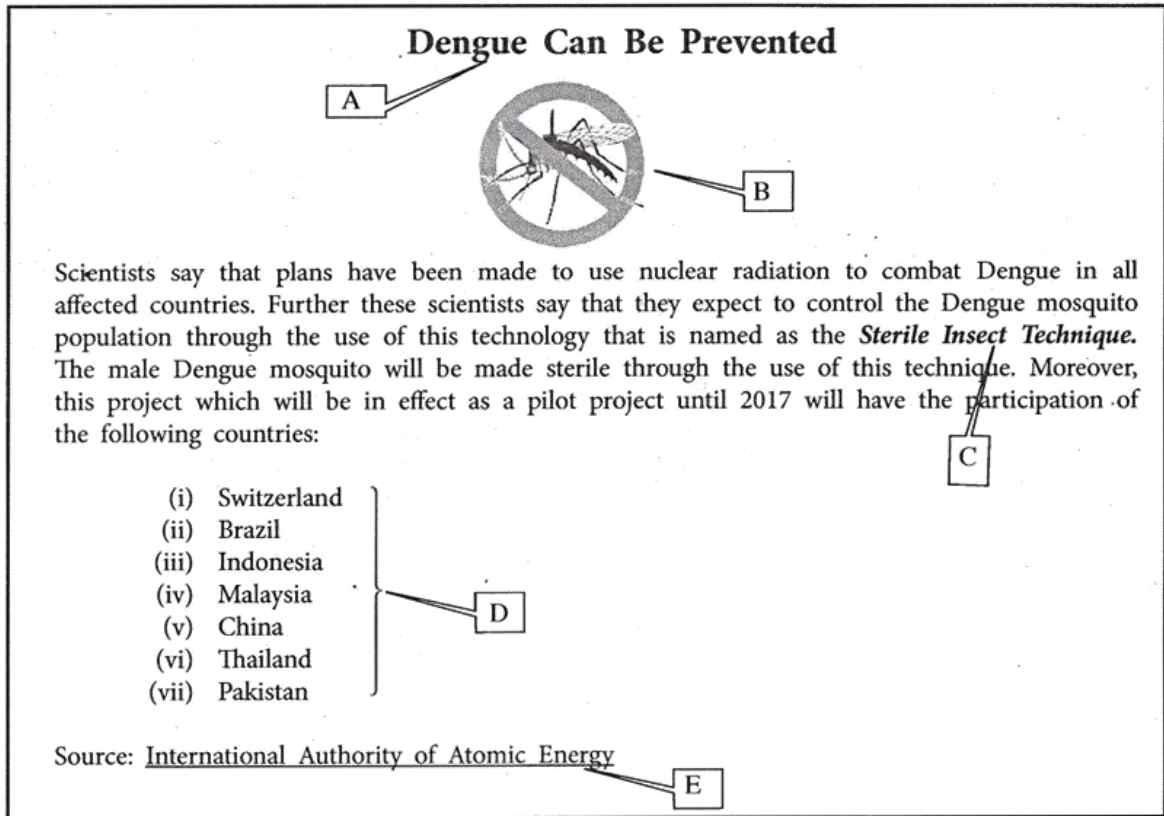 Dengue Can Be Prevented
A
B
Scientists say that plans have been made to use nuclear radiation to combat Dengue in all
affected countries. Further these scientists say that they expect to control the Dengue mosquito
population through the use of this technology that is named as the Sterile Insect Technique.
The male Dengue mosquito will be made sterile through the use of this technique. Moreover,
this project which will be in effect as a pilot project until 2017 will have the participation of
the following countries:
C
(i) Switzerland
(ii) Brazil
(iii) Indonesia
(iv) Malaysia
(v) China
(vi) Thailand
(vii) Pakistan
D
Source: International Authority of Atomic Energy
E